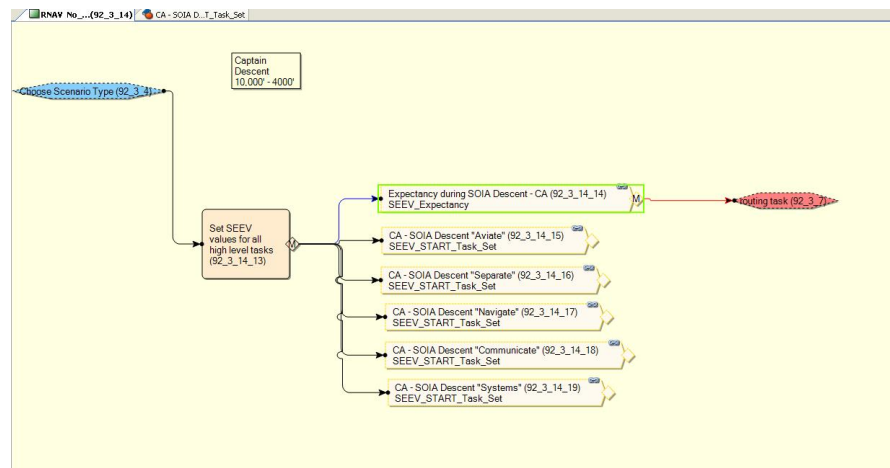 RNAV No_...(92_3_14)
CA - SOIA D...T_Task_Set
Captain
Descent
10,000' - 4000'
Choose Scenario Type (92_3_4)
Expectancy during SOIA Descent - CA (92_3_14_14)
SEEV_Expectancy
M
routing task (92_3_7)
Set SEEV
values for all
high level tasks
(92_3_14_13)
M
CA - SOIA Descent "Aviate" (92_3_14_15)
SEEV_START_Task_Set
CA - SOIA Descent "Separate" (92_3_14_16)
SEEV_START_Task_Set
CA - SOIA Descent "Navigate" (92_3_14_17)
SEEV_START_Task_Set
CA - SOIA Descent "Communicate" (92_3_14_18)
SEEV_START_Task_Set
CA - SOIA Descent "Systems" (92_3_14_19)
SEEV_START_Task_Set